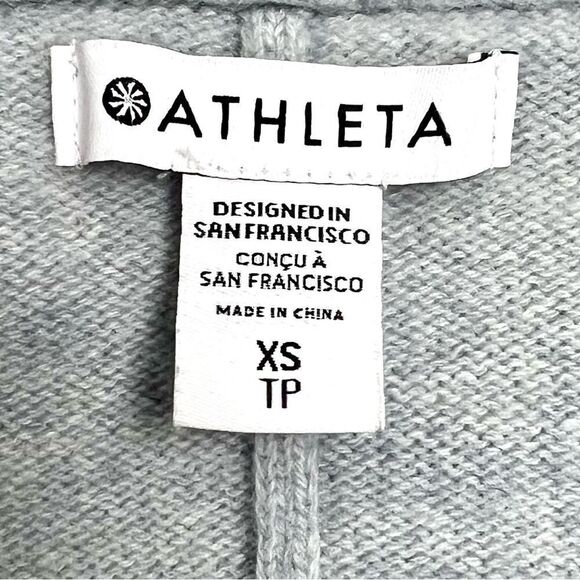 ATHLETA
DESIGNED IN
SAN FRANCISCO
CONÇU À
SAN FRANCISCO
MADE IN CHINA
XS
TP